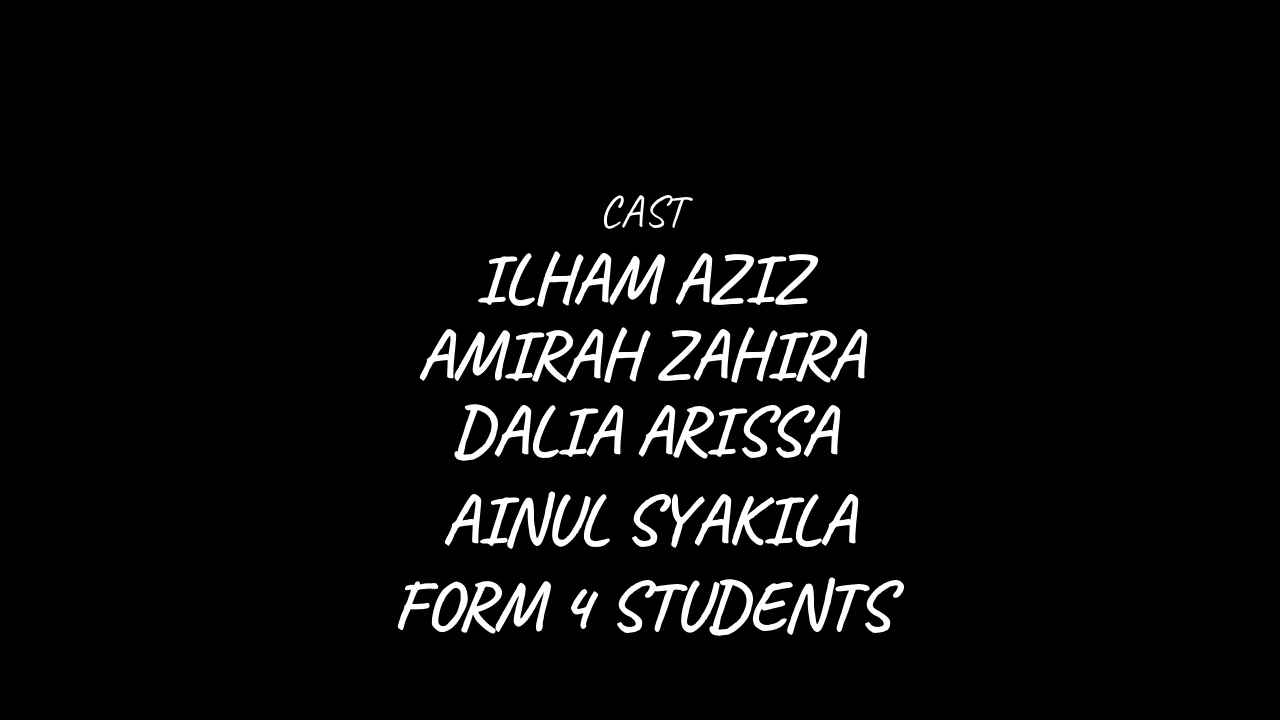 CAST
ILHAM AZIZ
AMIRAH ZAHIRA
DALIA ARISSA
AINUL SYAKILA
FORM 4 STUDENTS